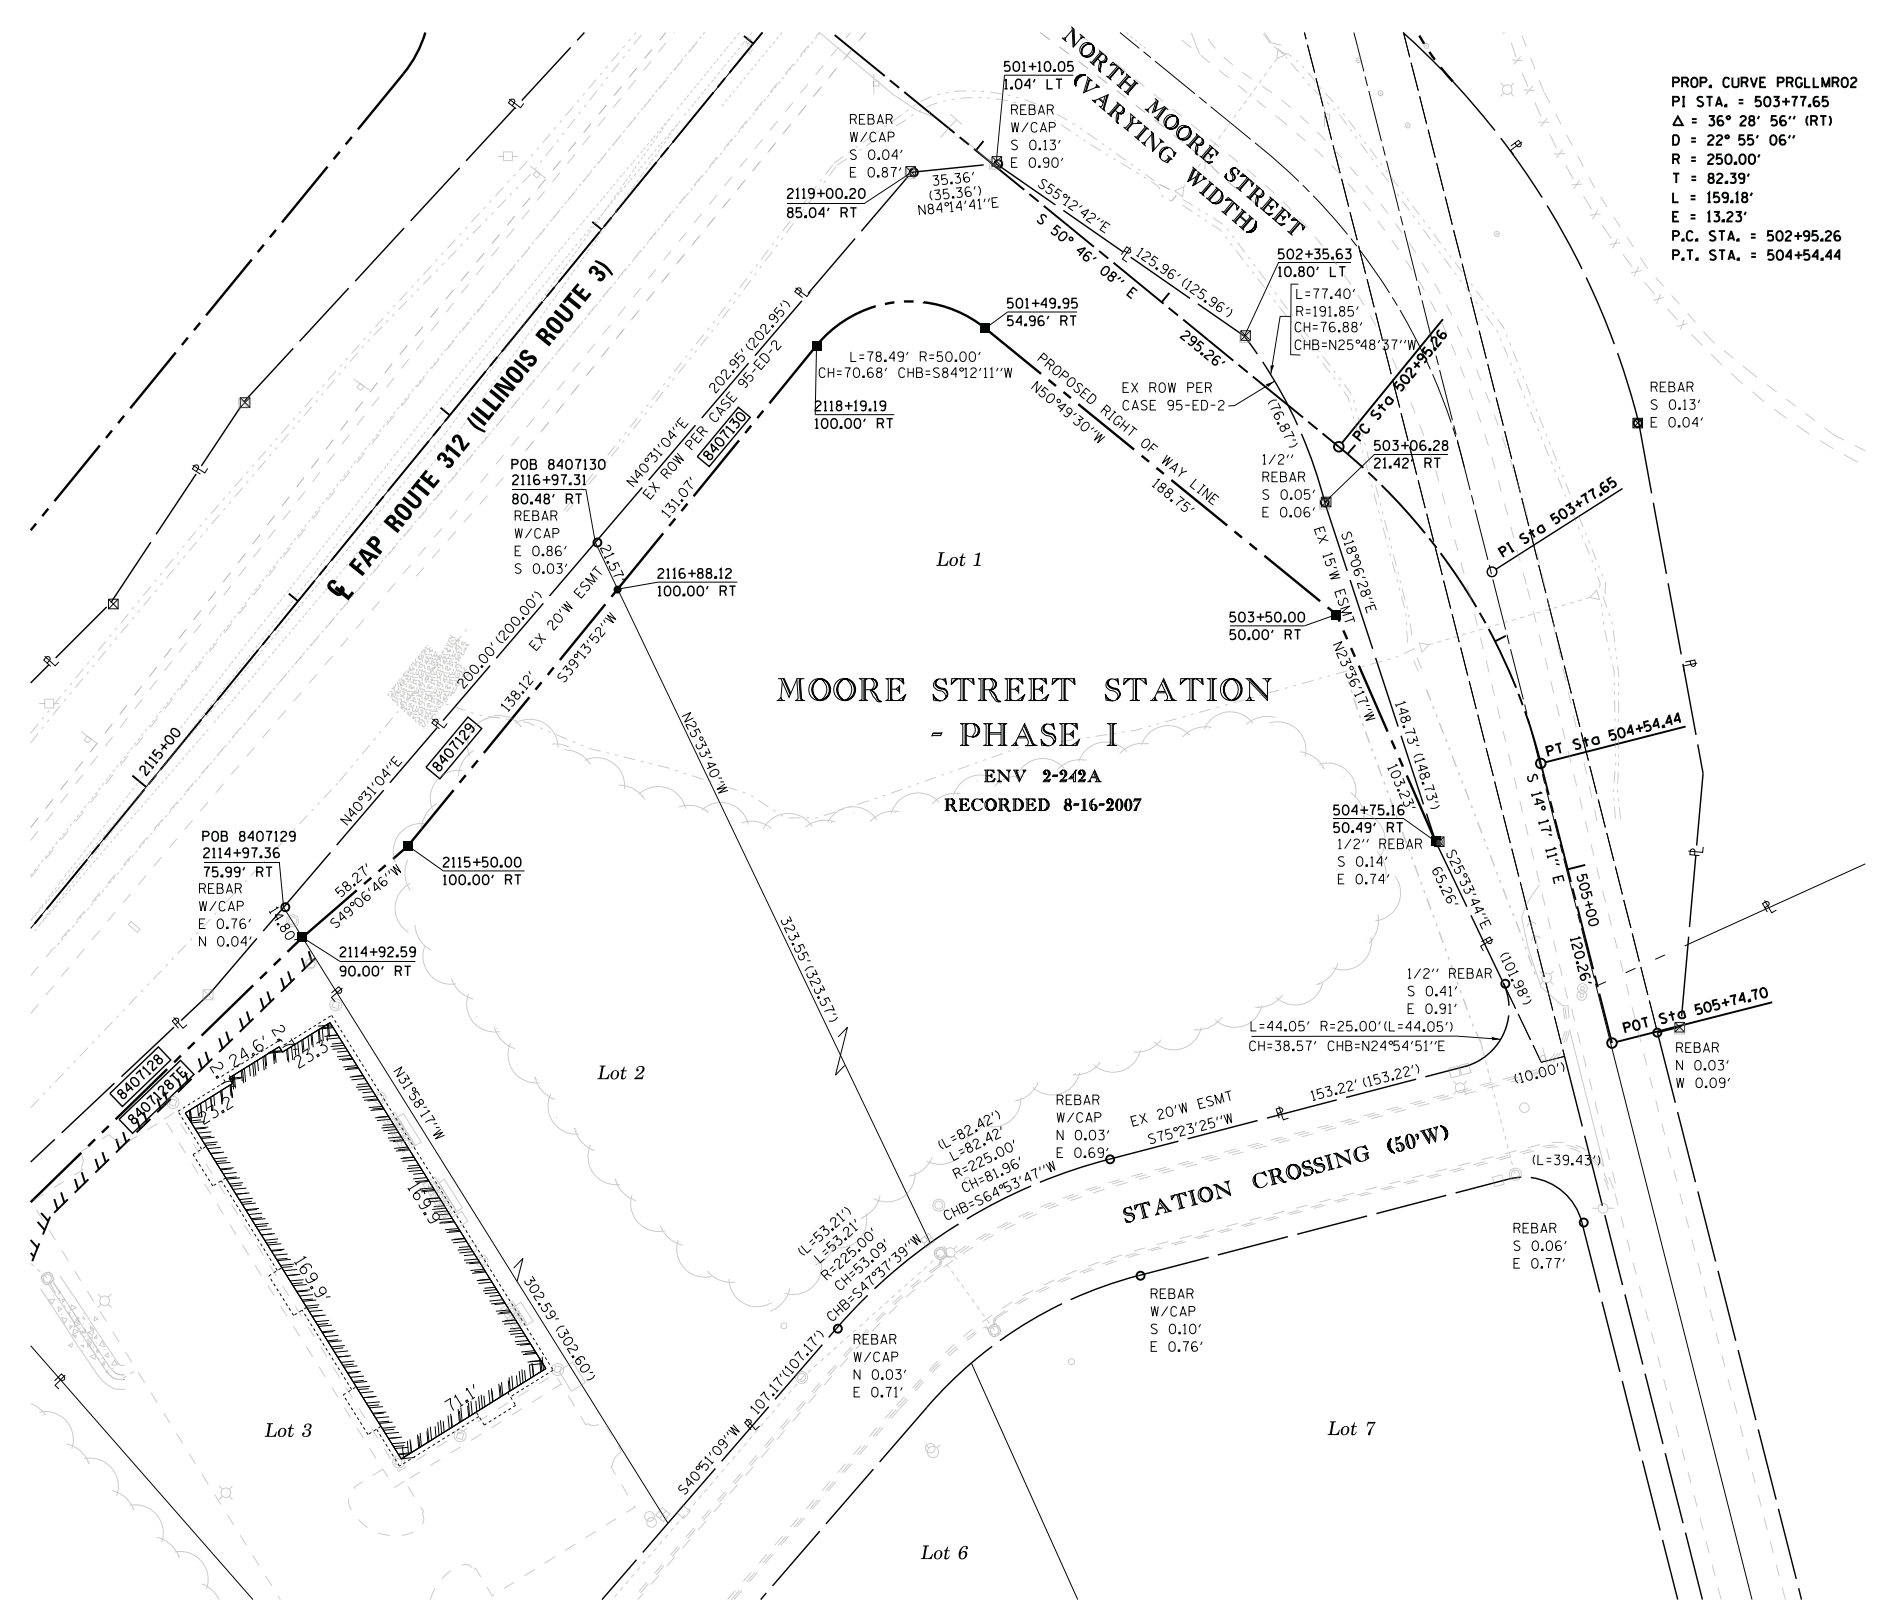 NORTH MOORE STREET
(VARYING WIDTH)
PROP. CURVE PRGLLMR02
PI STA. = 503+77.65
Δ = 36° 28' 56" (RT)
D = 22° 55' 06"
R = 250.00'
T = 82.39'
L = 159.18'
E = 13.23'
P.C. STA. = 502+95.26
P.T. STA. = 504+54.44
501+10.05
1.04' LT
REBAR
W/CAP
S 0.13'
E 0.90'
REBAR
W/CAP
S 0.04'
E 0.87'
2119+00.20
85.04' RT
35.36'
(35.36')
N84°14'41"E
S55°12'42"E
125.96' (125.96')
S 50° 46' 08" E
295.26'
502+35.63
10.80' LT
L=77.40'
R=191.85'
CH=76.88'
CHB=N25°48'37"W
EX ROW PER
CASE 95-ED-2
(76.87')
PC Sta 502+95.26
503+06.28
21.42' RT
1/2" 
REBAR
S 0.05'
E 0.06'
REBAR
S 0.13'
E 0.04'
PI Sta 503+77.65
501+49.95
54.96' RT
L=78.49' R=50.00'
CH=70.68' CHB=S84°12'11"W
2118+19.19
100.00' RT
PROPOSED RIGHT OF WAY LINE
N50°49'30"W
188.75'
℄ FAP ROUTE 312 (ILLINOIS ROUTE 3)
202.95' (202.95')
N40°31'04"E
EX ROW PER CASE 95-ED-2
8407130
131.07'
POB 8407130
2116+97.31
80.48' RT
REBAR
W/CAP
E 0.86'
S 0.03'
21.57'
2116+88.12
100.00' RT
EX 20'W ESMT
200.00' (200.00')
S39°13'52"W
138.12'
8407129
N40°31'04"E
2115+00
Lot 1
EX 15'W ESMT
S18°06'28"E
503+50.00
50.00' RT
N23°36'17"W
148.73' (148.73')
103.23'
MOORE STREET STATION
- PHASE I
ENV 2-242A
RECORDED 8-16-2007
PT Sta 504+54.44
S 14° 17' 11" E
504+75.16
50.49' RT
1/2" REBAR
S 0.14'
E 0.74'
S25°33'44"E
65.26'
(101.98')
505+00
120.26'
POB 8407129
2114+97.36
75.99' RT
REBAR
W/CAP
E 0.76'
N 0.04'
14.80'
58.27'
S49°06'46"W
2115+50.00
100.00' RT
2114+92.59
90.00' RT
N25°33'40"W
323.55' (323.57')
1/2" REBAR
S 0.41'
E 0.91'
L=44.05' R=25.00'(L=44.05')
CH=38.57' CHB=N24°54'51"E
POT Sta 505+74.70
REBAR
N 0.03'
W 0.09'
(10.00')
8407128
8407128TE
24.6'
23.3'
23.2'
Lot 2
N31°58'17"W
302.59' (302.60')
169.9'
169.9'
71.1'
Lot 3
REBAR
W/CAP
N 0.03'
E 0.69'
EX 20'W ESMT
S75°23'25"W
153.22' (153.22')
(L=82.42')
L=82.42'
R=225.00'
CH=81.96'
CHB=S64°53'47"W
STATION CROSSING (50'W)
(L=39.43')
(L=53.21')
L=53.21'
R=225.00'
CH=53.09'
CHB=S47°37'39"W
REBAR
S 0.06'
E 0.77'
REBAR
W/CAP
S 0.10'
E 0.76'
REBAR
W/CAP
N 0.03'
E 0.71'
S40°51'09"W
107.17'(107.17')
Lot 7
Lot 6